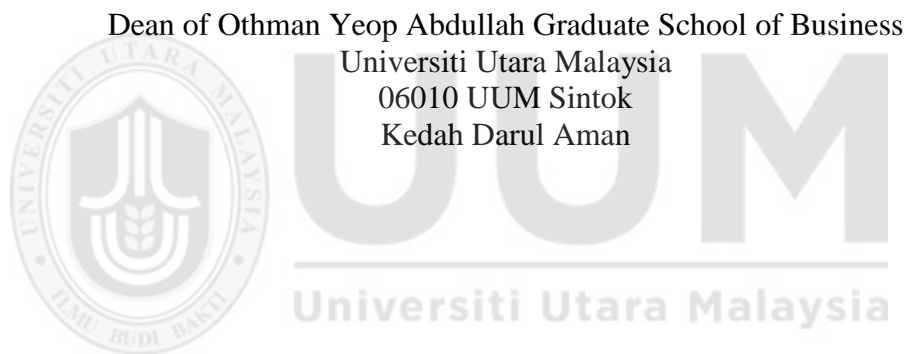 Dean of Othman Yeop Abdullah Graduate School of Business
Universiti Utara Malaysia
06010 UUM Sintok
Kedah Darul Aman
UNIVERSITI UTARA MALAYSIA
ILMU BUDI BAKTI
UUM
Universiti Utara Malaysia